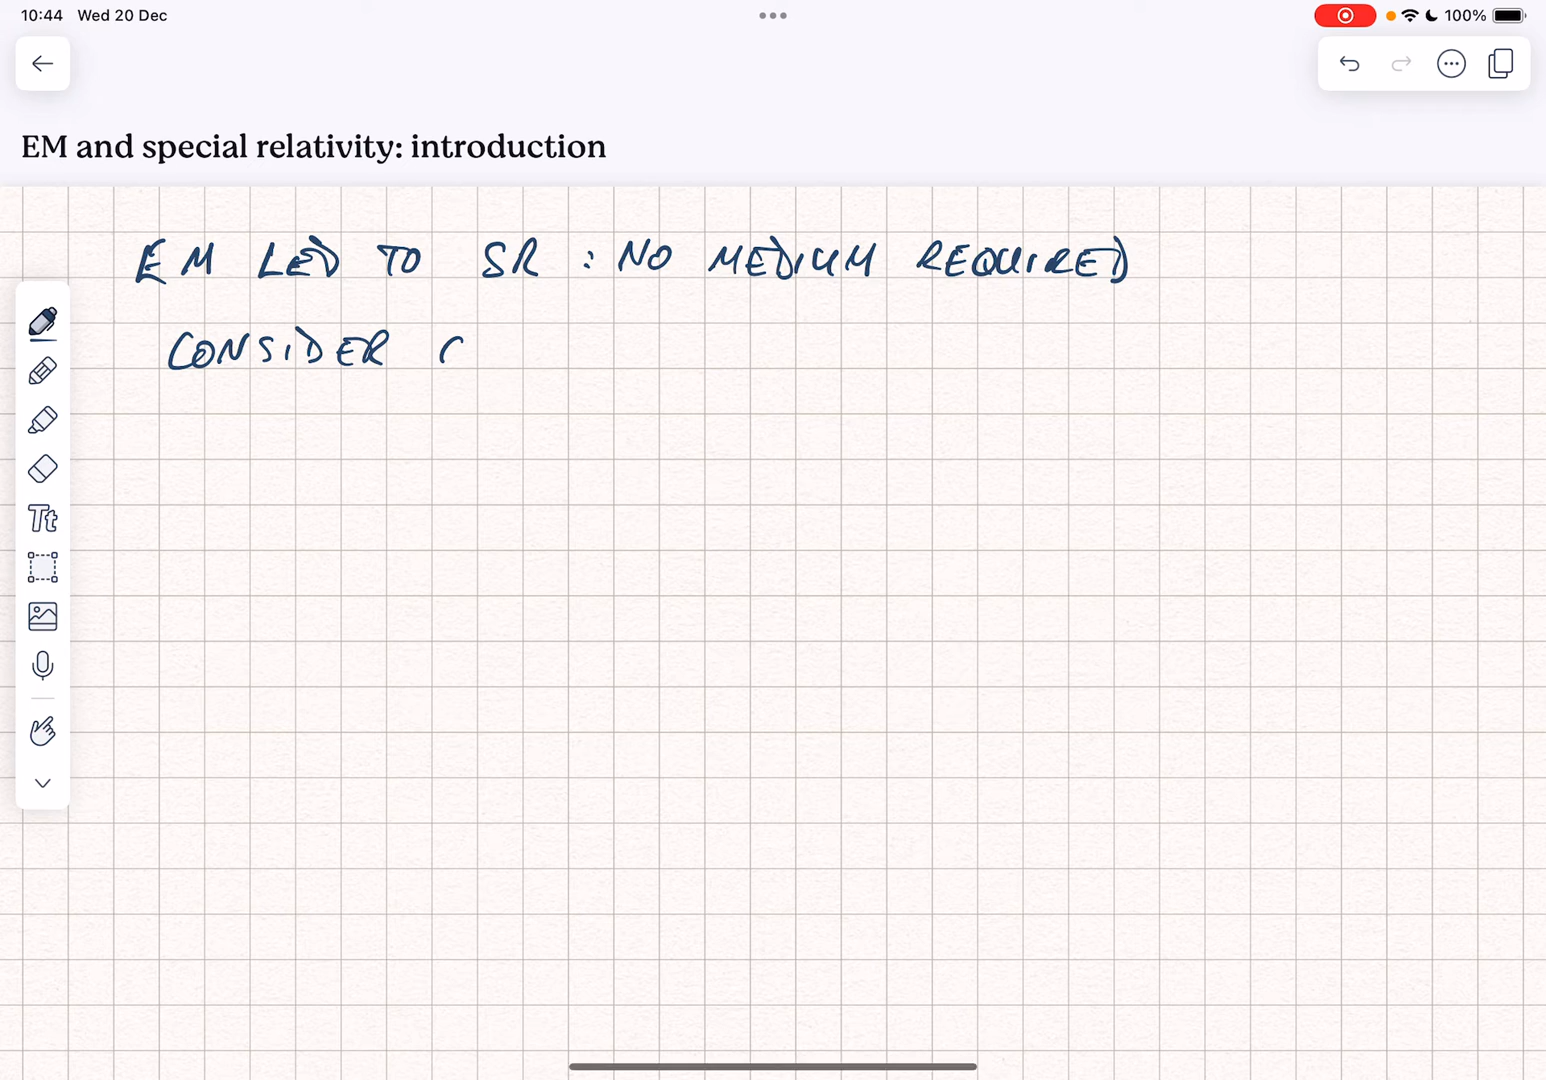 10:44 Wed 20 Dec
100%
EM and special relativity: introduction
EM LED TO SR : NO MEDIUM REQUIRED
CONSIDER C
Tt